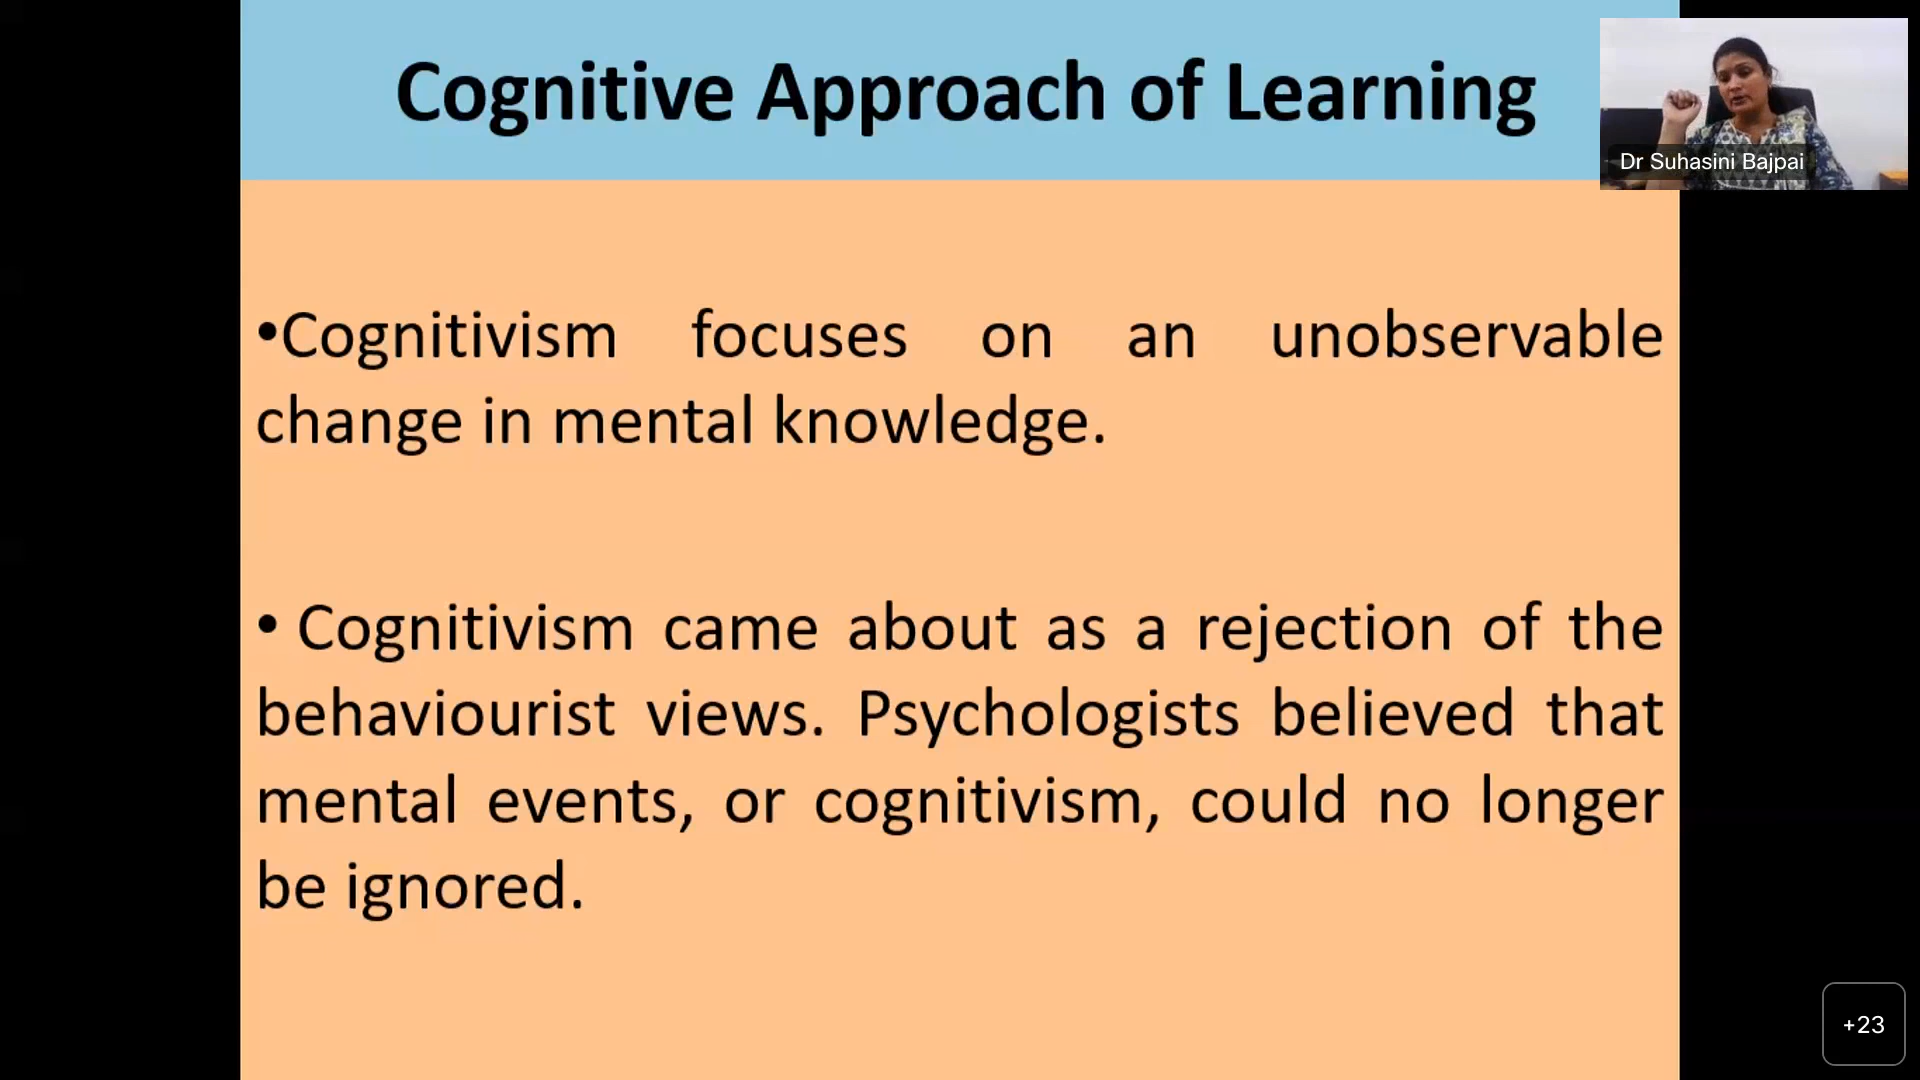 Cognitive Approach of Learning
Dr Suhasini Bajpai
•Cognitivism focuses on an unobservable
change in mental knowledge.
• Cognitivism came about as a rejection of the
behaviourist views. Psychologists believed that
mental events, or cognitivism, could no longer
be ignored.
+23